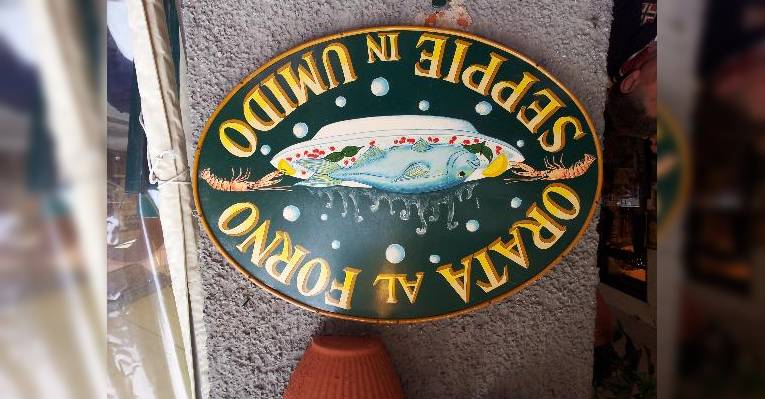 ORATA AL FORNO
SEPPIE IN UMIDO